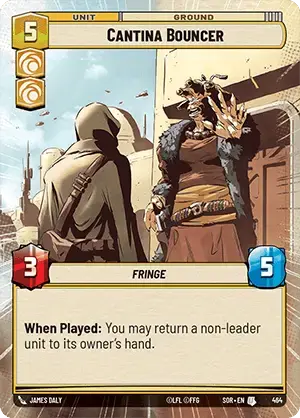 UNIT GROUND
5
CANTINA BOUNCER
3
5
FRINGE
When Played: You may return a non-leader
unit to its owner's hand.
JAMES DALY ©LFL ©FFG SOR • EN U 464